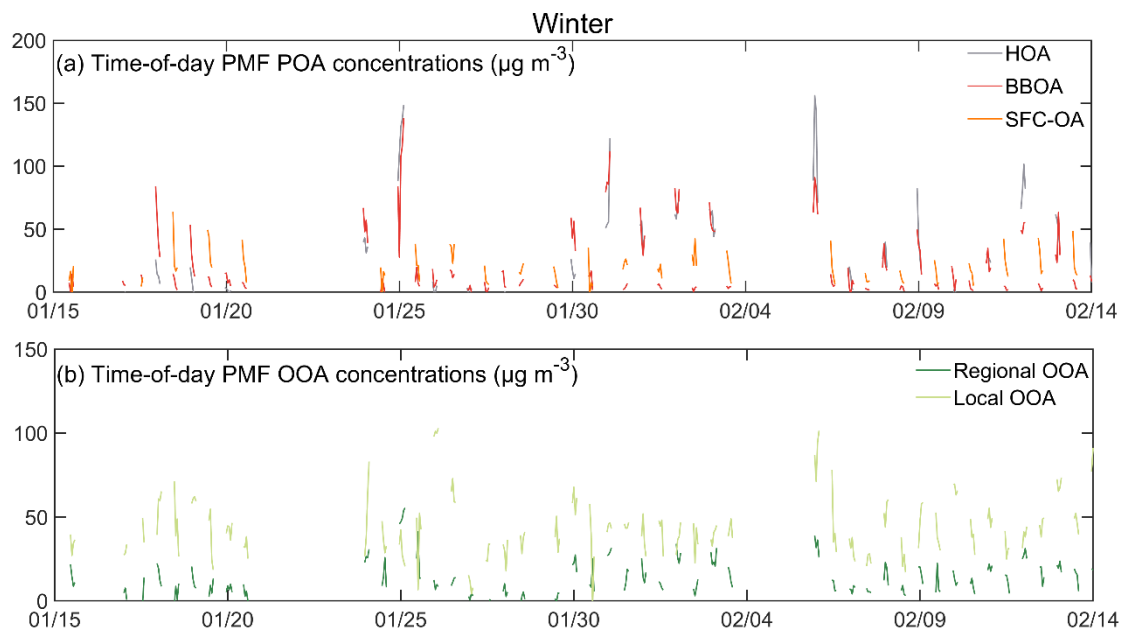 Winter
(a) Time-of-day PMF POA concentrations (µg m⁻³)
HOA
BBOA
SFC-OA
200
150
100
50
0
01/15 01/20 01/25 01/30 02/04 02/09 02/14
(b) Time-of-day PMF OOA concentrations (µg m⁻³)
Regional OOA
Local OOA
150
100
50
0
01/15 01/20 01/25 01/30 02/04 02/09 02/14